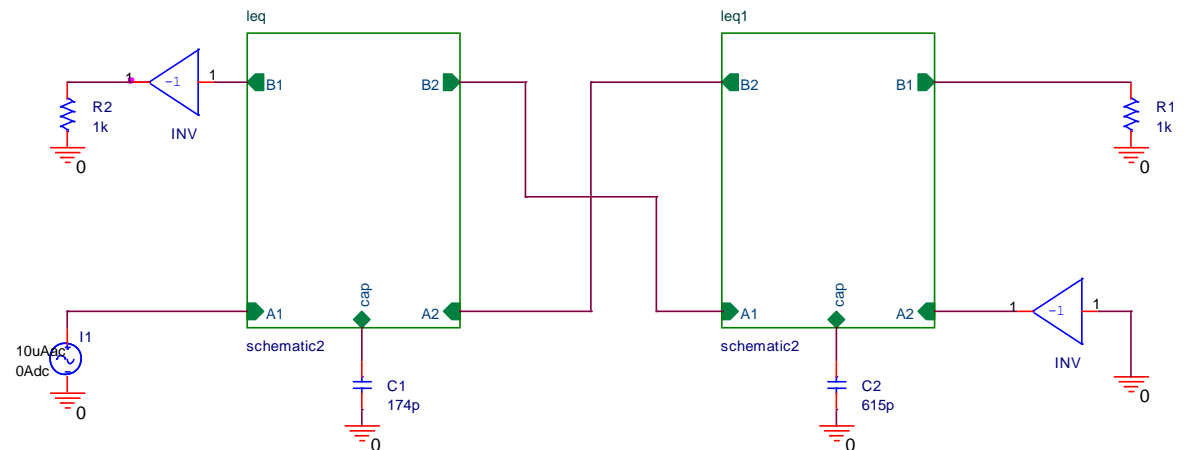 leq
leq1
1
-1
1
B1
B2
B2
B1
R2
1k
INV
0
R1
1k
0
A1
cap
A2
A1
cap
A2
1
-1
1
INV
I1
10uAac
0Adc
0
schematic2
C1
174p
0
schematic2
C2
615p
0
0